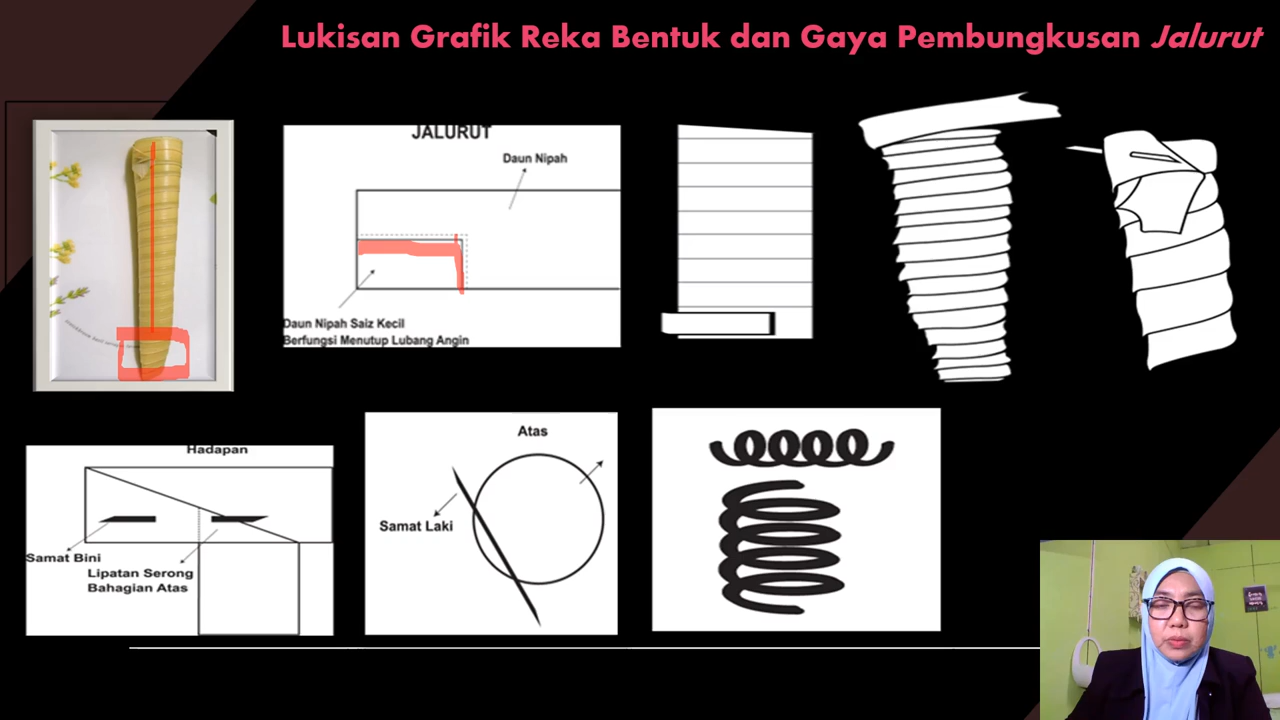 Lukisan Grafik Reka Bentuk dan Gaya Pembungkusan Jalurut
JALURUT
Daun Nipah
Daun Nipah Saiz Kecil
Berfungsi Menutup Lubang Angin
Hadapan
Samat Bini
Lipatan Serong
Bahagian Atas
Atas
Samat Laki